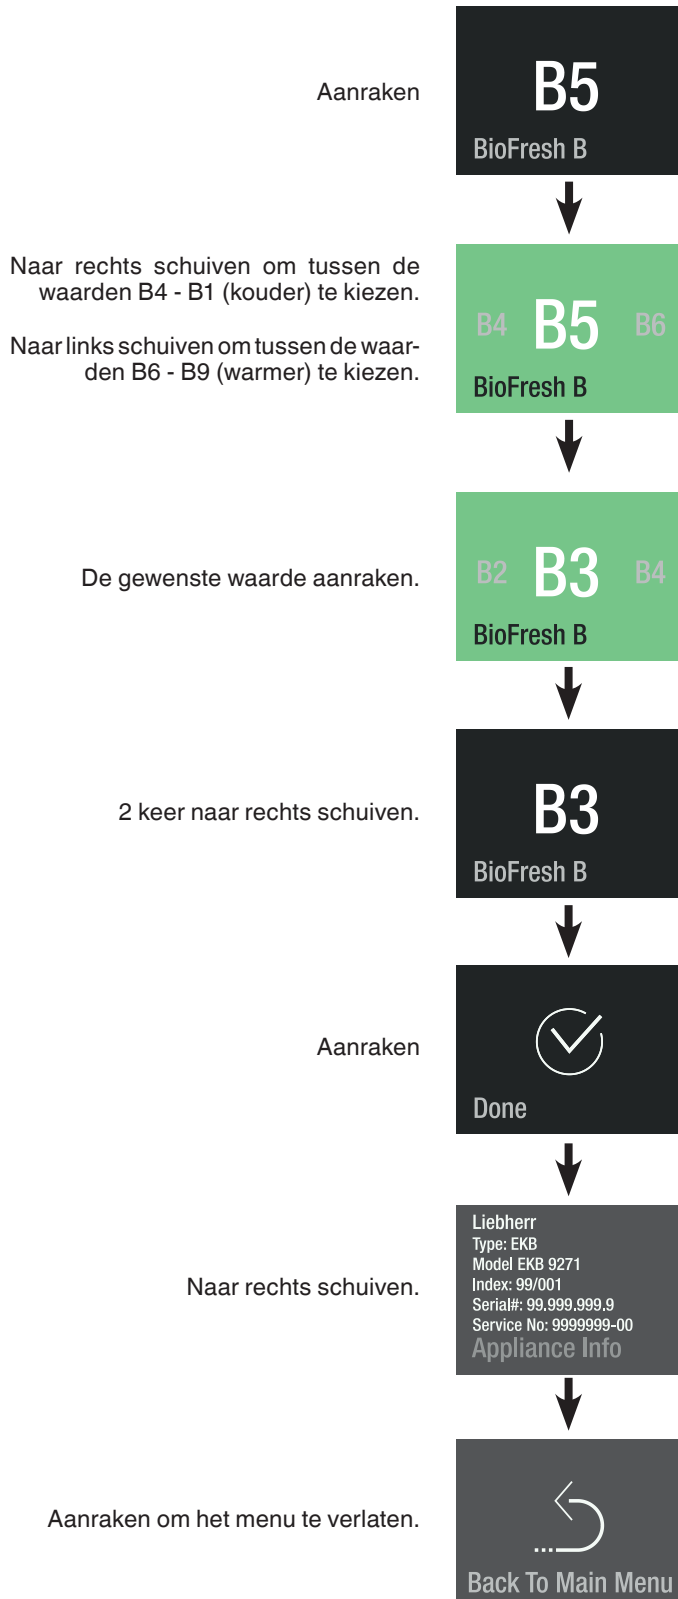 Aanraken
B5
BioFresh B
Naar rechts schuiven om tussen de
waarden B4 - B1 (kouder) te kiezen.
Naar links schuiven om tussen de waar-
den B6 - B9 (warmer) te kiezen.
B4 B5 B6
BioFresh B
De gewenste waarde aanraken.
B2 B3 B4
BioFresh B
2 keer naar rechts schuiven.
B3
BioFresh B
Aanraken
Done
Naar rechts schuiven.
Liebherr
Type: EKB
Model EKB 9271
Index: 99/001
Serial#: 99.999.999.9
Service No: 9999999-00
Appliance Info
Aanraken om het menu te verlaten.
Back To Main Menu